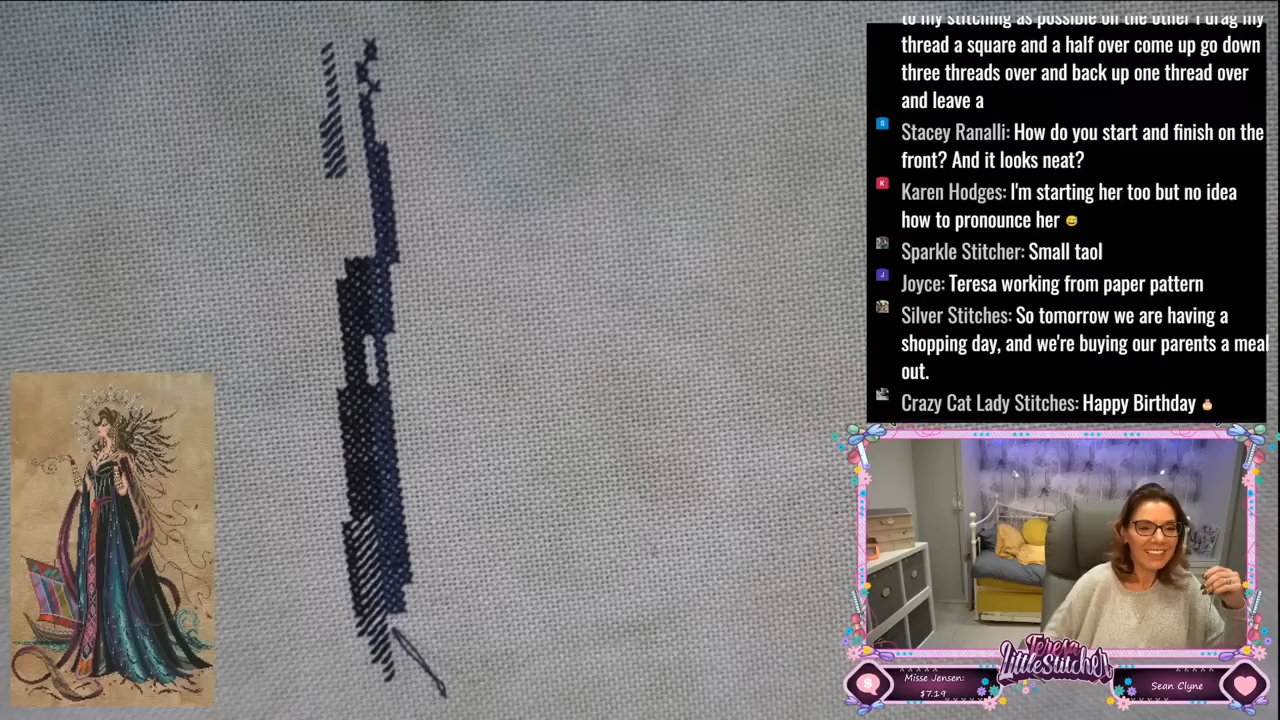 to my stitching as possible on the other I drag my
thread a square and a half over come up go down
three threads over and back up one thread over
and leave a
Stacey Ranalli: How do you start and finish on the
front? And it looks neat?
Karen Hodges: I'm starting her too but no idea
how to pronounce her 😅
Sparkle Stitcher: Small taol
Joyce: Teresa working from paper pattern
Silver Stitches: So tomorrow we are having a
shopping day, and we're buying our parents a meal
out.
Crazy Cat Lady Stitches: Happy Birthday 🎂
Teresa
LittleStitcher
Misse Jensen:
$7.19
Sean Clyne